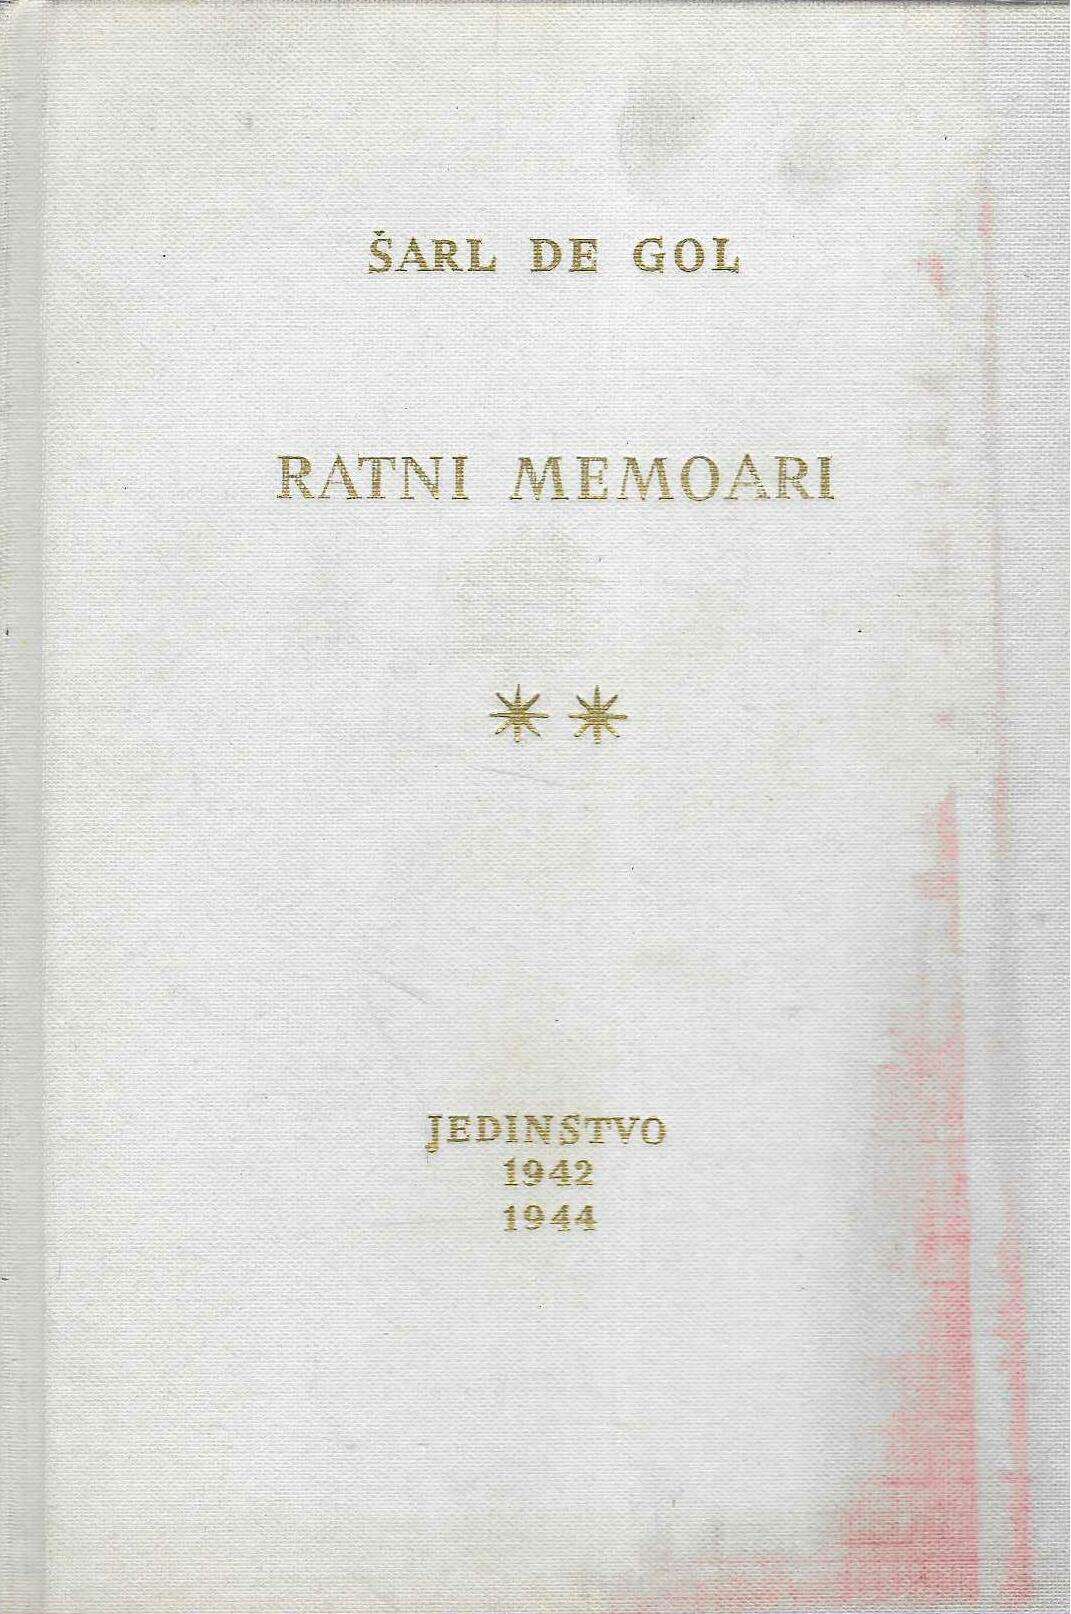 ŠARL DE GOL
RATNI MEMOARI
JEDINSTVO
1942
1944